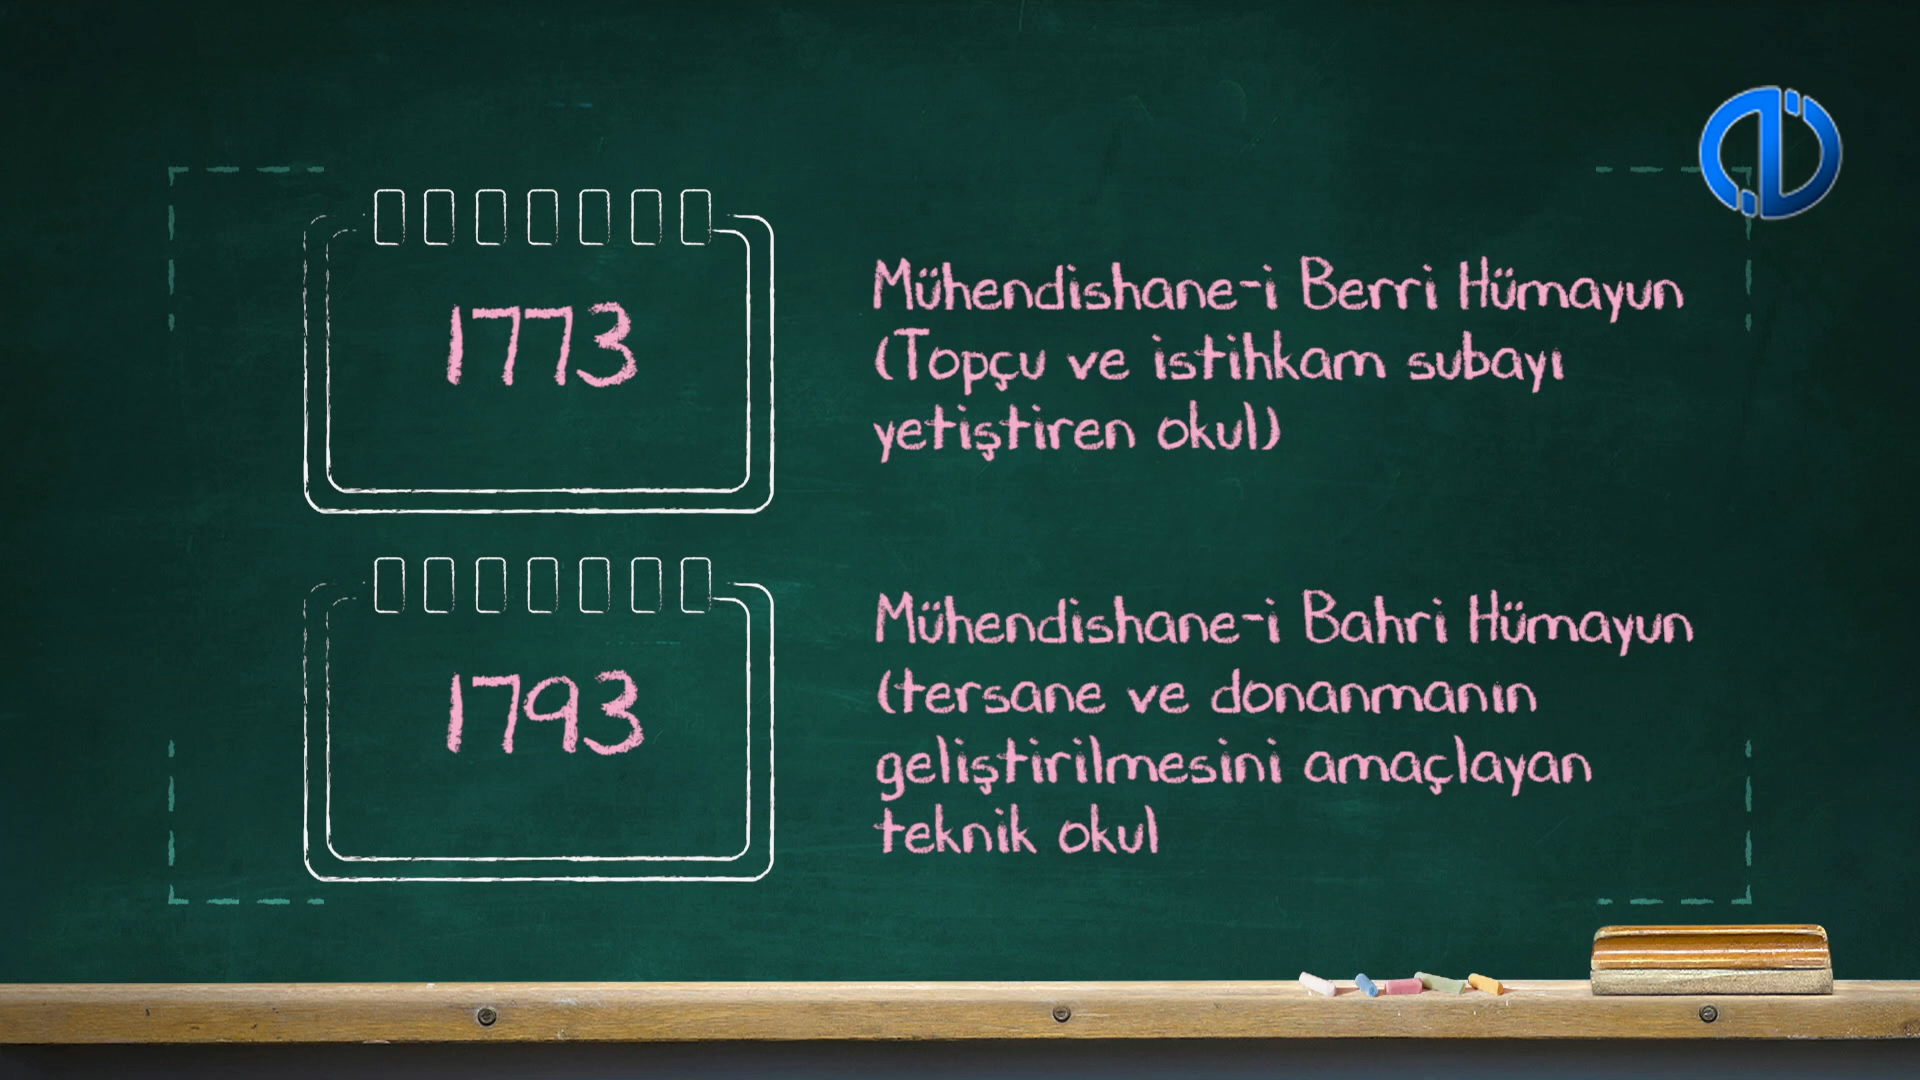 1773
Mühendishane-i Berri Hümayun
(Topçu ve istihkam subayı
yetiştiren okul)
1793
Mühendishane-i Bahri Hümayun
(tersane ve donanmanın
geliştirilmesini amaçlayan
teknik okul